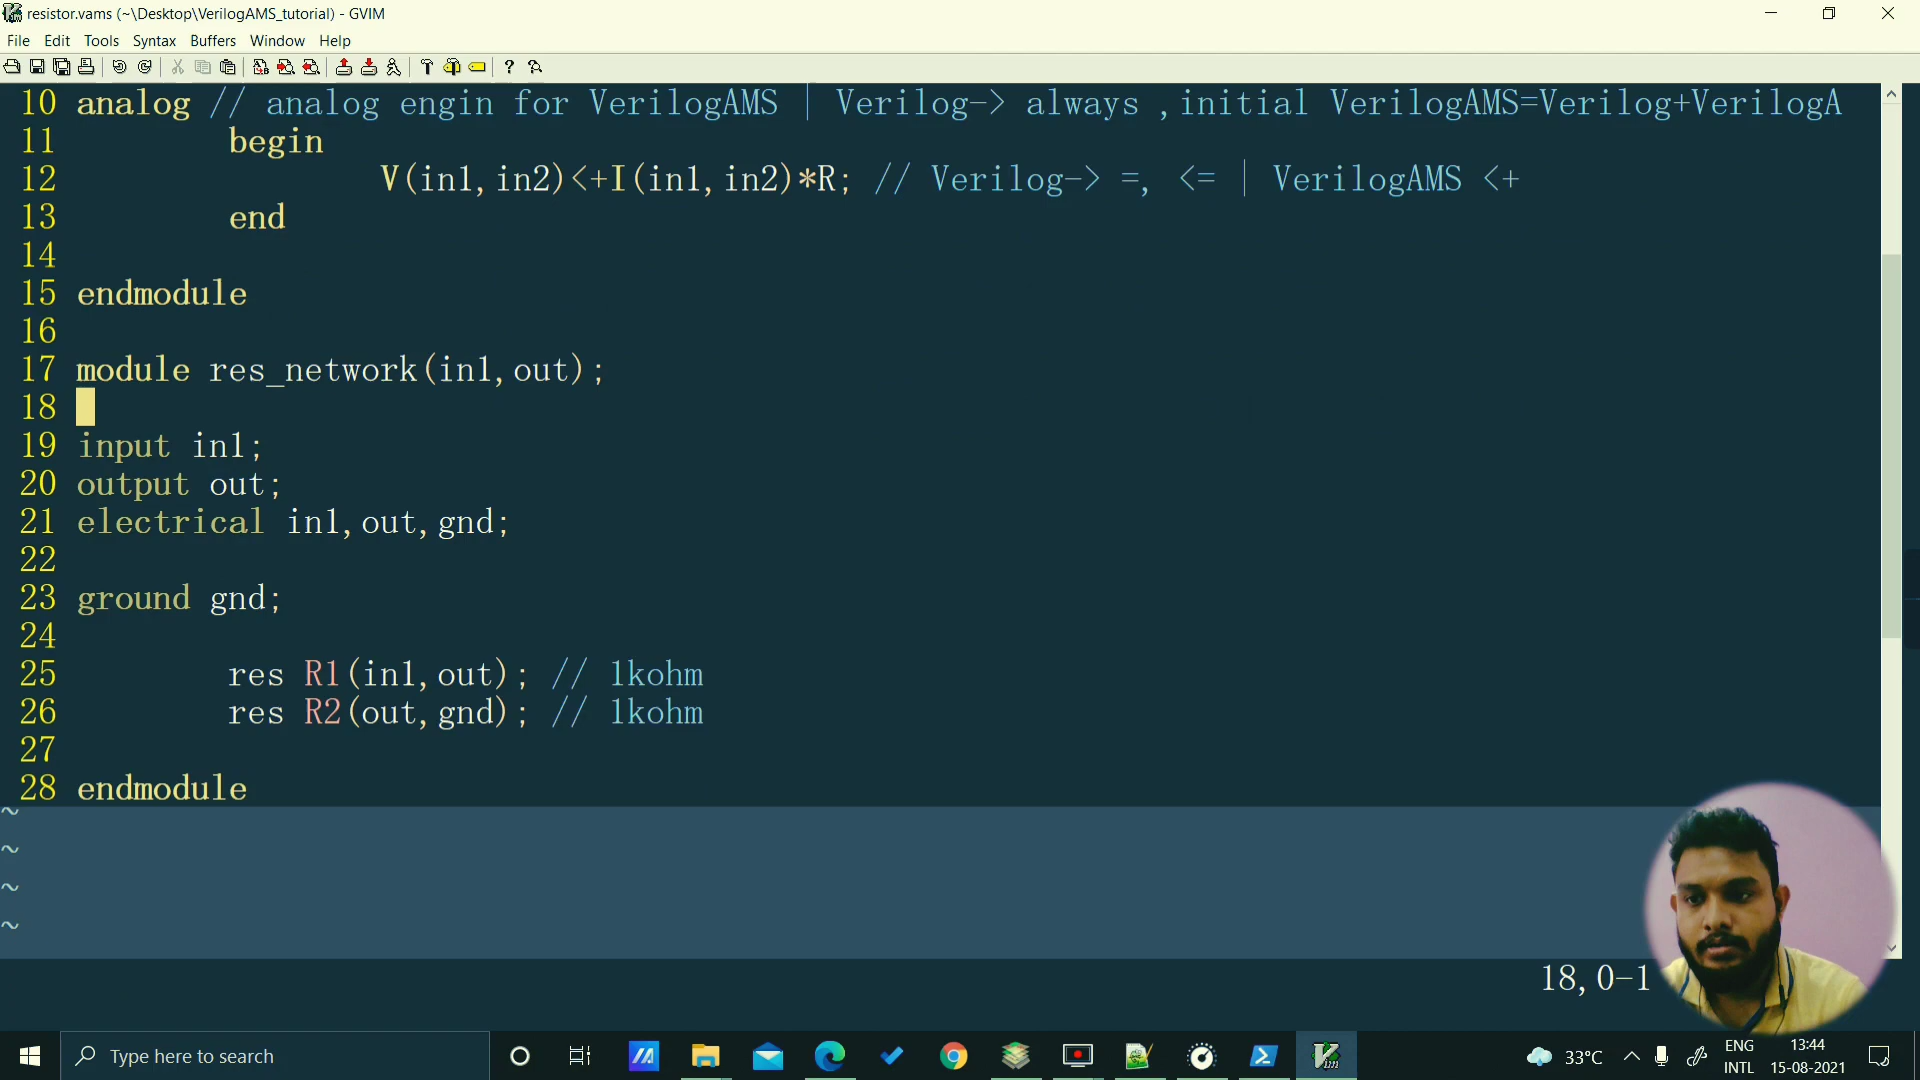 resistor.vams (~\Desktop\VerilogAMS_tutorial) - GVIM
File Edit Tools Syntax Buffers Window Help
10 analog // analog engin for VerilogAMS | Verilog-> always ,initial VerilogAMS=Verilog+VerilogA
11 begin
12 V(in1,in2)<+I(in1,in2)*R; // Verilog-> =, <= | VerilogAMS <+
13 end
14
15 endmodule
16
17 module res_network(in1,out);
18
19 input in1;
20 output out;
21 electrical in1,out,gnd;
22
23 ground gnd;
24
25 res R1(in1,out); // 1kohm
26 res R2(out,gnd); // 1kohm
27
28 endmodule
~
~
~
~
18,0-1
Type here to search
33°C
ENG
INTL
13:44
15-08-2021